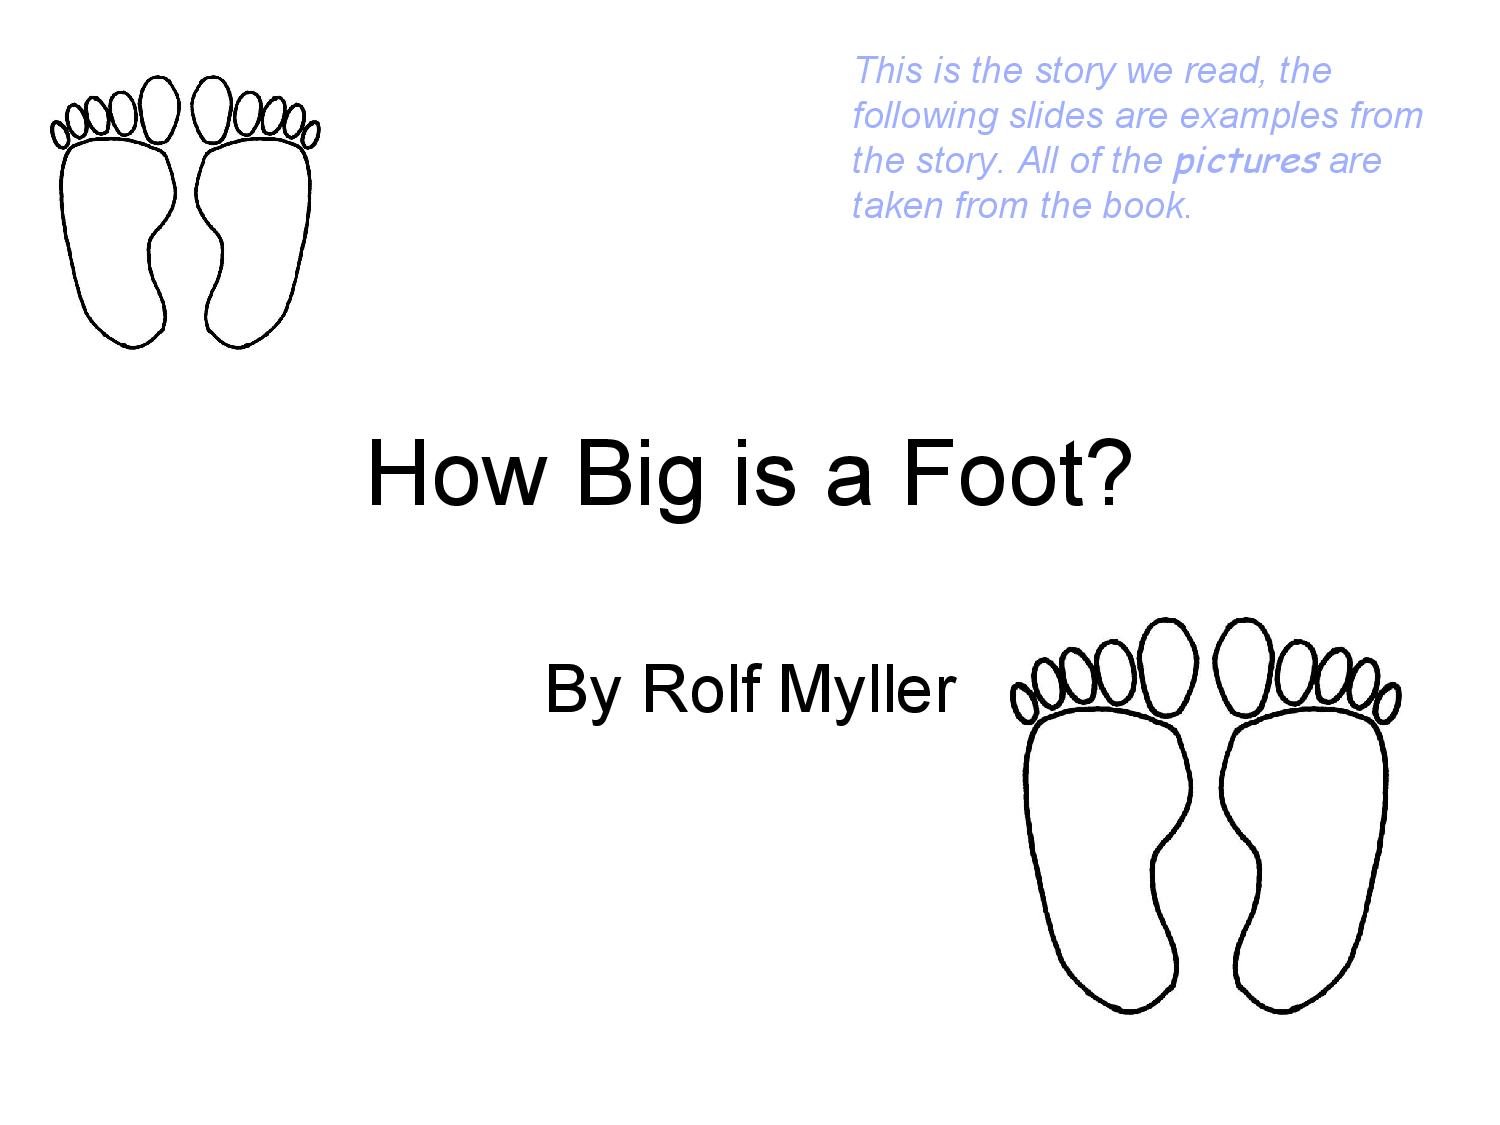 This is the story we read, the
following slides are examples from
the story. All of the pictures are
taken from the book.
How Big is a Foot?
By Rolf Myller